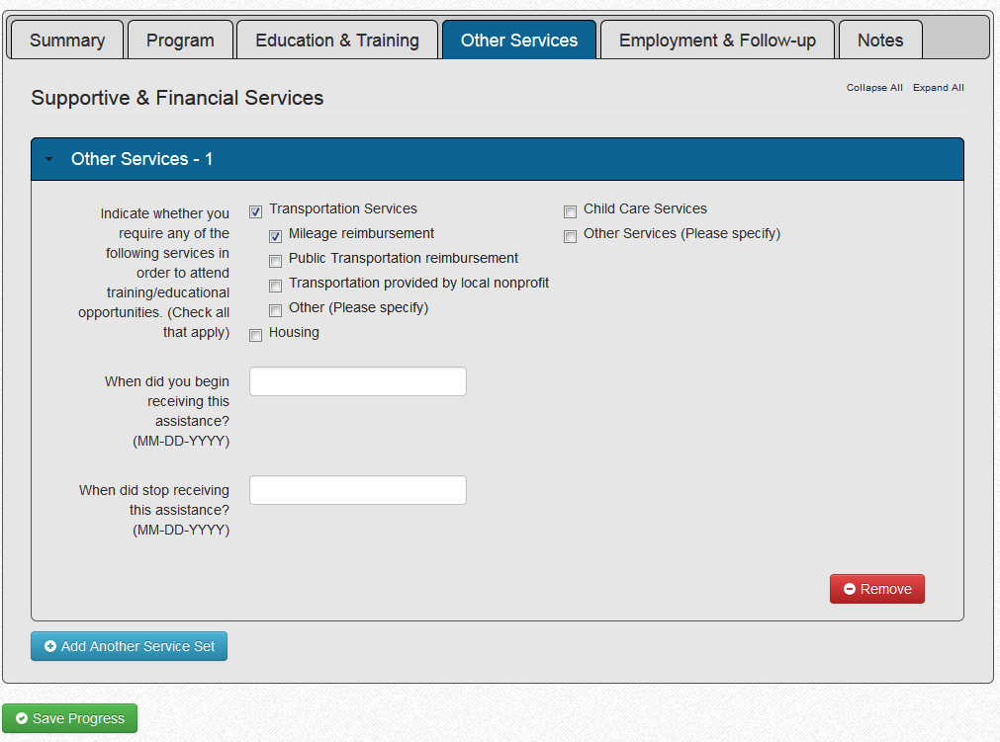 Summary Program Education & Training Other Services Employment & Follow-up Notes
Supportive & Financial Services
Collapse All Expand All
Other Services - 1
Indicate whether you
require any of the
following services in
order to attend
training/educational
opportunities. (Check all
that apply)
Transportation Services
Mileage reimbursement
Public Transportation reimbursement
Transportation provided by local nonprofit
Other (Please specify)
Housing
Child Care Services
Other Services (Please specify)
When did you begin
receiving this
assistance?
(MM-DD-YYYY)
When did stop receiving
this assistance?
(MM-DD-YYYY)
Remove
Add Another Service Set
Save Progress